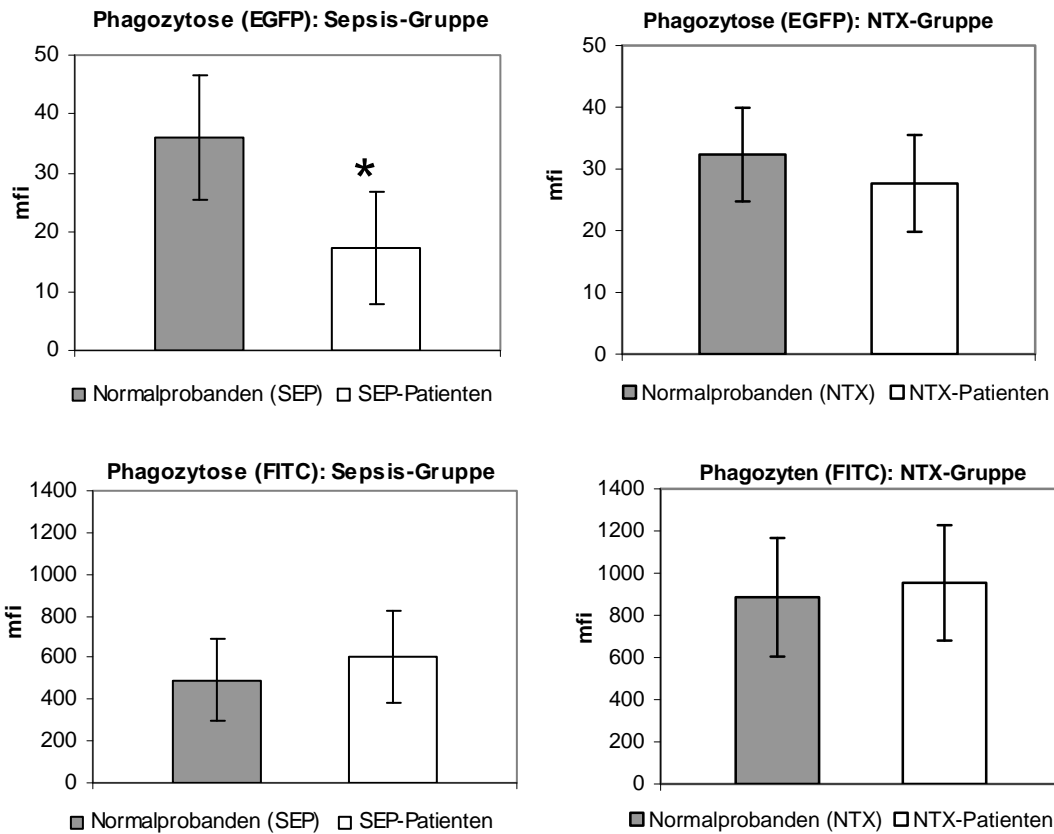 Phagozytose (EGFP): Sepsis-Gruppe
50
40
30
20
10
0
mfi
*
Normalprobanden (SEP) SEP-Patienten
Phagozytose (EGFP): NTX-Gruppe
50
40
30
20
10
0
mfi
Normalprobanden (NTX) NTX-Patienten
Phagozytose (FITC): Sepsis-Gruppe
1400
1200
1000
800
600
400
200
0
mfi
Normalprobanden (SEP) SEP-Patienten
Phagozyten (FITC): NTX-Gruppe
1400
1200
1000
800
600
400
200
0
mfi
Normalprobanden (NTX) NTX-Patienten